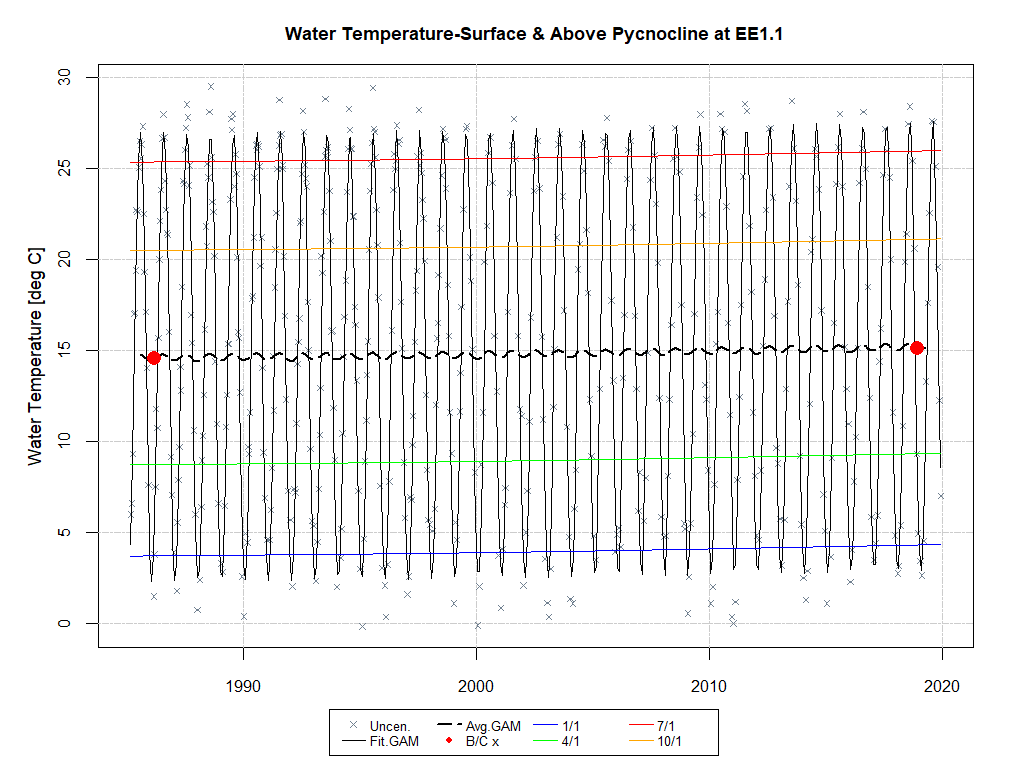 Water Temperature-Surface & Above Pycnocline at EE1.1
Water Temperature [deg C]
30
25
20
15
10
5
0
1990 2000 2010 2020
Uncen. Avg.GAM 1/1 7/1
Fit.GAM B/C x 4/1 10/1